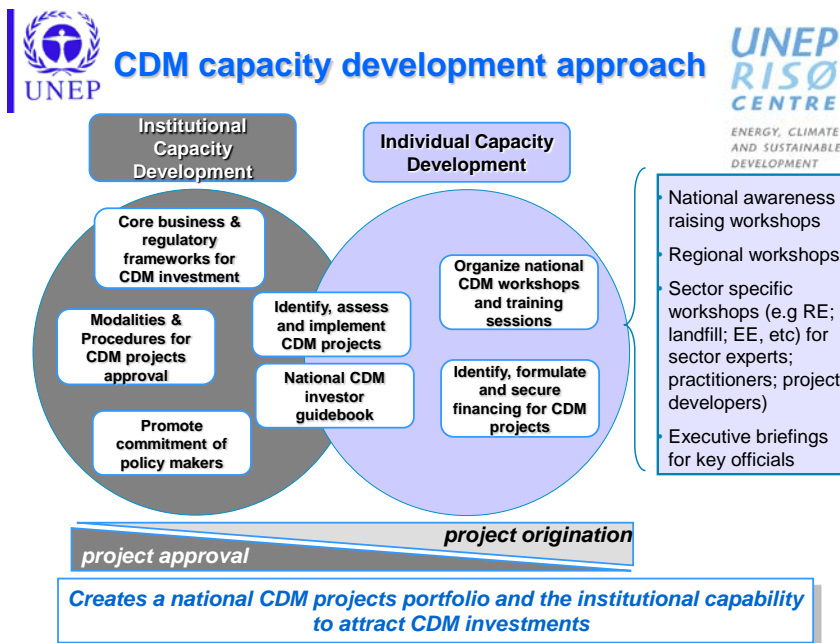 UNEP
CDM capacity development approach
UNEP
RISØ
CENTRE
ENERGY, CLIMATE
AND SUSTAINABLE
DEVELOPMENT
Institutional
Capacity
Development
Individual Capacity
Development
Core business &
regulatory
frameworks for
CDM investment
Modalities &
Procedures for
CDM projects
approval
Promote
commitment of
policy makers
Identify, assess
and implement
CDM projects
National CDM
investor
guidebook
Organize national
CDM workshops
and training
sessions
Identify, formulate
and secure
financing for CDM
projects
• National awareness
raising workshops
• Regional workshops
• Sector specific
workshops (e.g RE;
landfill; EE, etc) for
sector experts;
practitioners; project
developers)
• Executive briefings
for key officials
project origination
project approval
Creates a national CDM projects portfolio and the institutional capability
to attract CDM investments